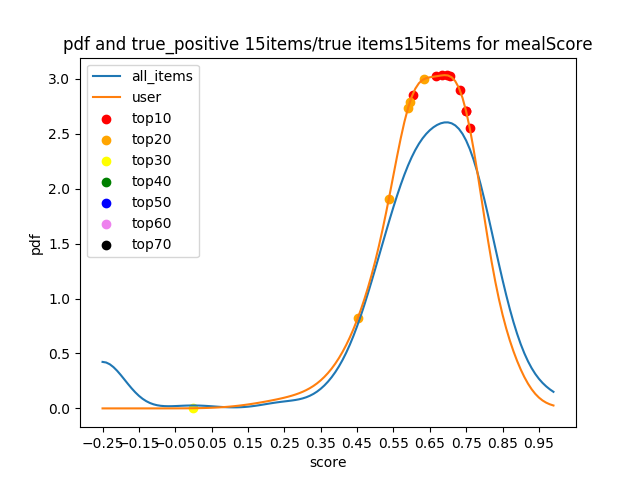 pdf and true_positive 15items/true items15items for mealScore
all_items
user
top10
top20
top30
top40
top50
top60
top70
pdf
3.0
2.5
2.0
1.5
1.0
0.5
0.0
−0.25 −0.15 −0.05 0.05 0.15 0.25 0.35 0.45 0.55 0.65 0.75 0.85 0.95
score